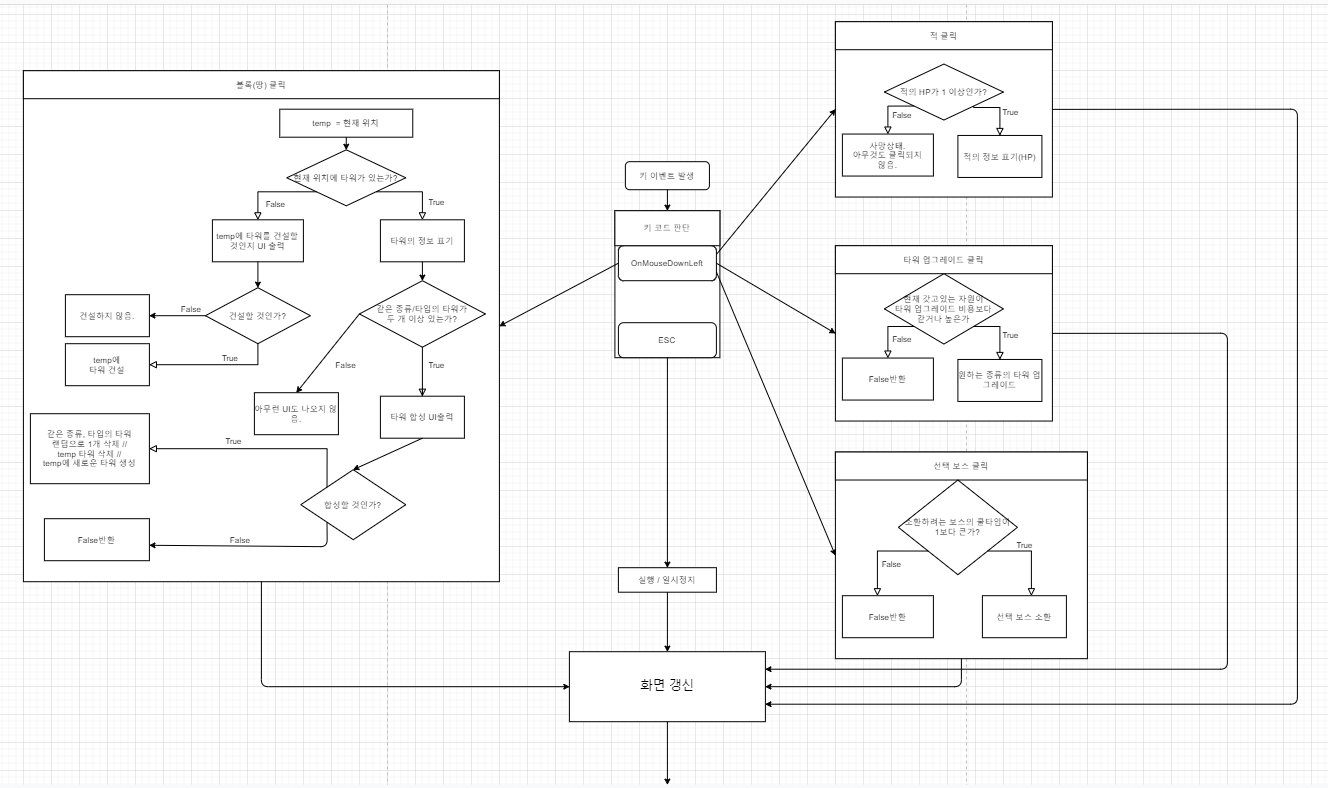 블록(땅) 클릭
temp = 현재 위치
현재 위치에 타워가 있는가?
False
True
temp에 타워를 건설할
것인지 UI 출력
타워의 정보 표기
건설할 것인가?
False
건설하지 않음.
True
temp에
타워 건설
같은 종류/타입의 타워가
두 개 이상 있는가?
False
True
아무런 UI도 나오지 않
음.
타워 합성 UI출력
합성할 것인가?
True
같은 종류, 타입의 타워
랜덤으로 1개 삭제 //
temp 타워 삭제 //
temp에 새로운 타워 생성
False
False반환
키 이벤트 발생
키 코드 판단
OnMouseDownLeft
ESC
실행 / 일시정지
화면 갱신
적 클릭
적의 HP가 1 이상인가?
False
True
사망상태.
아무것도 클릭되지
않음.
적의 정보 표기(HP)
타워 업그레이드 클릭
현재 갖고있는 자원이
타워 업그레이드 비용보다
같거나 높은가
False
True
False반환
원하는 종류의 타워 업
그레이드
선택 보스 클릭
소환하려는 보스의 쿨타임이
1보다 큰가?
False
True
False반환
선택 보스 소환